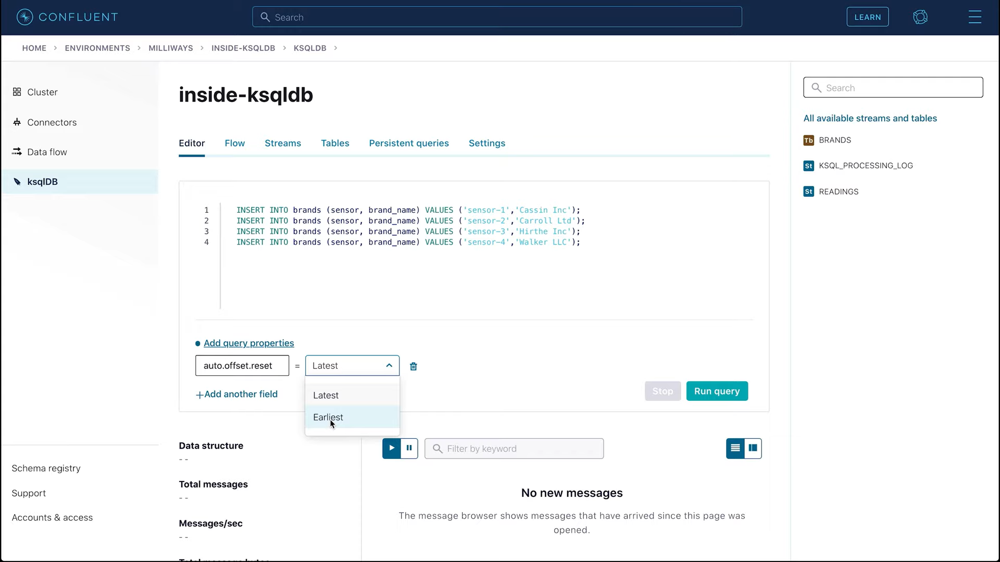 CONFLUENT
Search
LEARN
HOME > ENVIRONMENTS > MILLIWAYS > INSIDE-KSQLDB > KSQLDB >
Cluster
Connectors
Data flow
ksqlDB
Schema registry
Support
Accounts & access
inside-ksqldb
Editor Flow Streams Tables Persistent queries Settings
1 INSERT INTO brands (sensor, brand_name) VALUES ('sensor-1','Cassin Inc');
2 INSERT INTO brands (sensor, brand_name) VALUES ('sensor-2','Carroll Ltd');
3 INSERT INTO brands (sensor, brand_name) VALUES ('sensor-3','Hirthe Inc');
4 INSERT INTO brands (sensor, brand_name) VALUES ('sensor-4','Walker LLC');
Add query properties
auto.offset.reset = Latest
Latest
Earliest
+Add another field
Stop Run query
Data structure
--
Total messages
--
Messages/sec
--
Filter by keyword
No new messages
The message browser shows messages that have arrived since this page was
opened.
Search
All available streams and tables
Tb BRANDS
St KSQL_PROCESSING_LOG
St READINGS